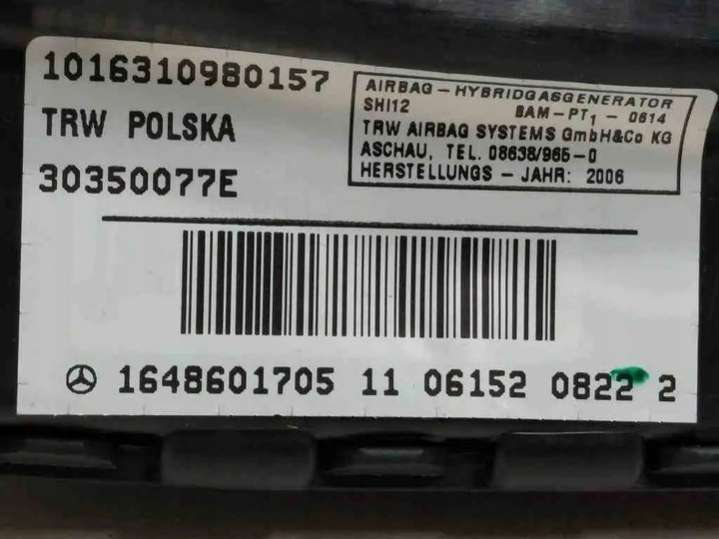 1016310980157
TRW POLSKA
30350077E
AIRBAG – HYBRIDGASGENERATOR
SHI12 BAM–PT₁ – 0614
TRW AIRBAG SYSTEMS GmbH&Co KG
ASCHAU, TEL. 08638/965–0
HERSTELLUNGS – JAHR: 2006
1648601705 11 06152 0822 2